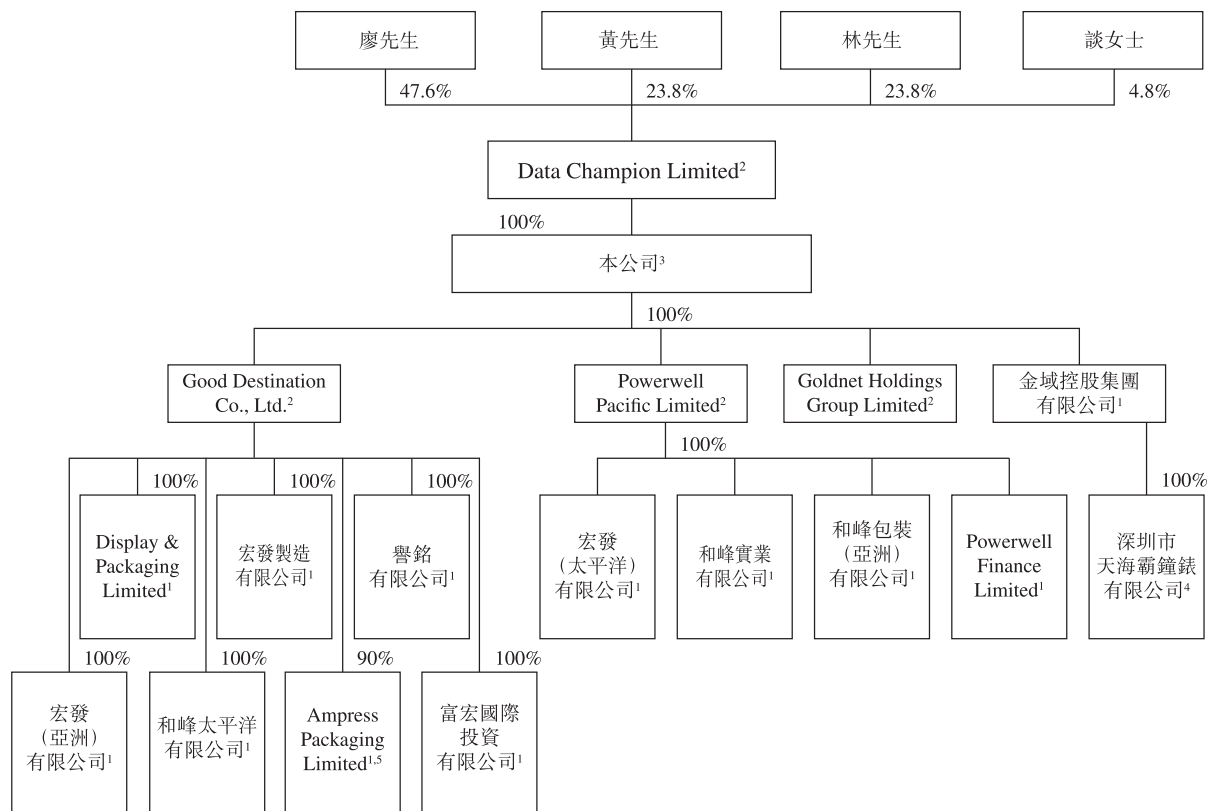 廖先生
黃先生
林先生
談女士
47.6%
23.8%
23.8%
4.8%
Data Champion Limited²
100%
本公司³
100%
Good Destination
Co., Ltd.²
Powerwell
Pacific Limited²
Goldnet Holdings
Group Limited²
金域控股集團
有限公司¹
100%
100%
100%
100%
100%
Display &
Packaging
Limited¹
宏發製造
有限公司¹
譽銘
有限公司¹
宏發
(太平洋)
有限公司¹
和峰實業
有限公司¹
和峰包裝
(亞洲)
有限公司¹
Powerwell
Finance
Limited¹
深圳市
天海霸鐘錶
有限公司⁴
100%
100%
90%
100%
宏發
(亞洲)
有限公司¹
和峰太平洋
有限公司¹
Ampress
Packaging
Limited¹,⁵
富宏國際
投資
有限公司¹